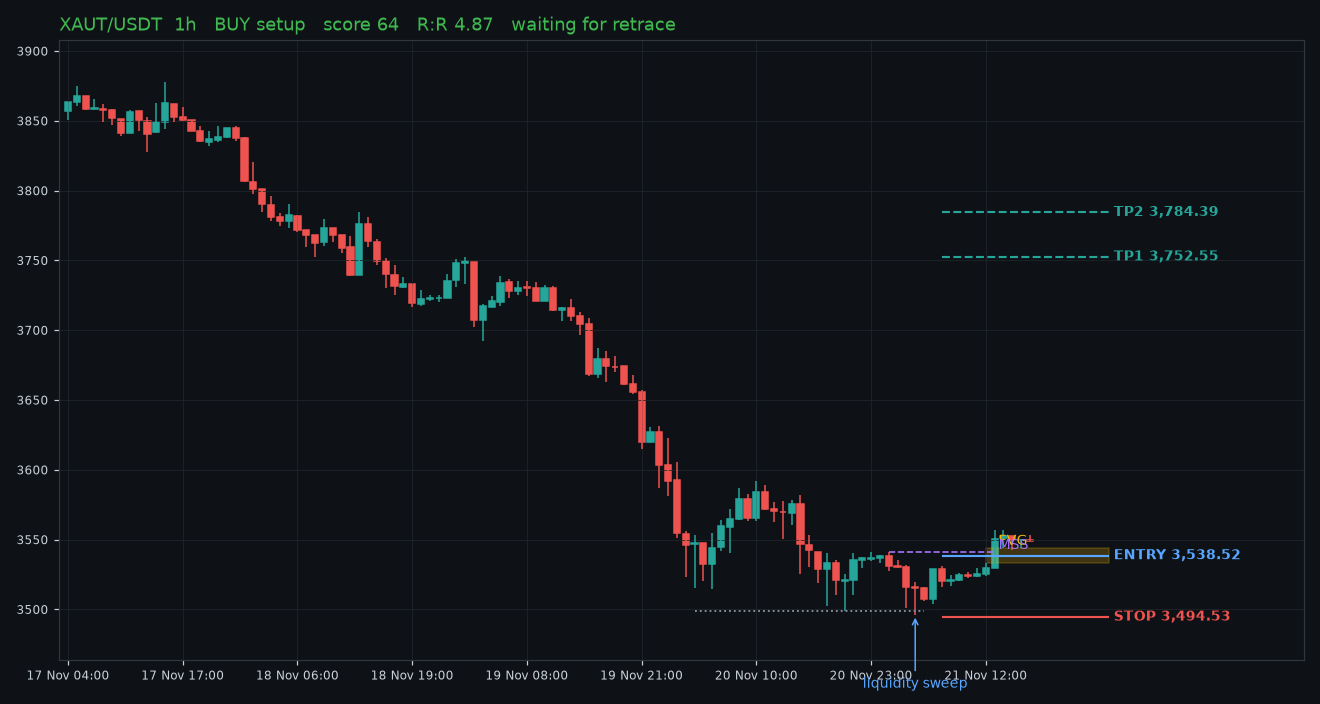 XAUT/USDT 1h BUY setup score 64 R:R 4.87 waiting for retrace
3900
3850
3800
3750
3700
3650
3600
3550
3500
TP2 3,784.39
TP1 3,752.55
ENTRY 3,538.52
STOP 3,494.53
17 Nov 04:00 17 Nov 17:00 18 Nov 06:00 18 Nov 19:00 19 Nov 08:00 19 Nov 21:00 20 Nov 10:00 20 Nov 23:00 21 Nov 12:00
liquidity sweep